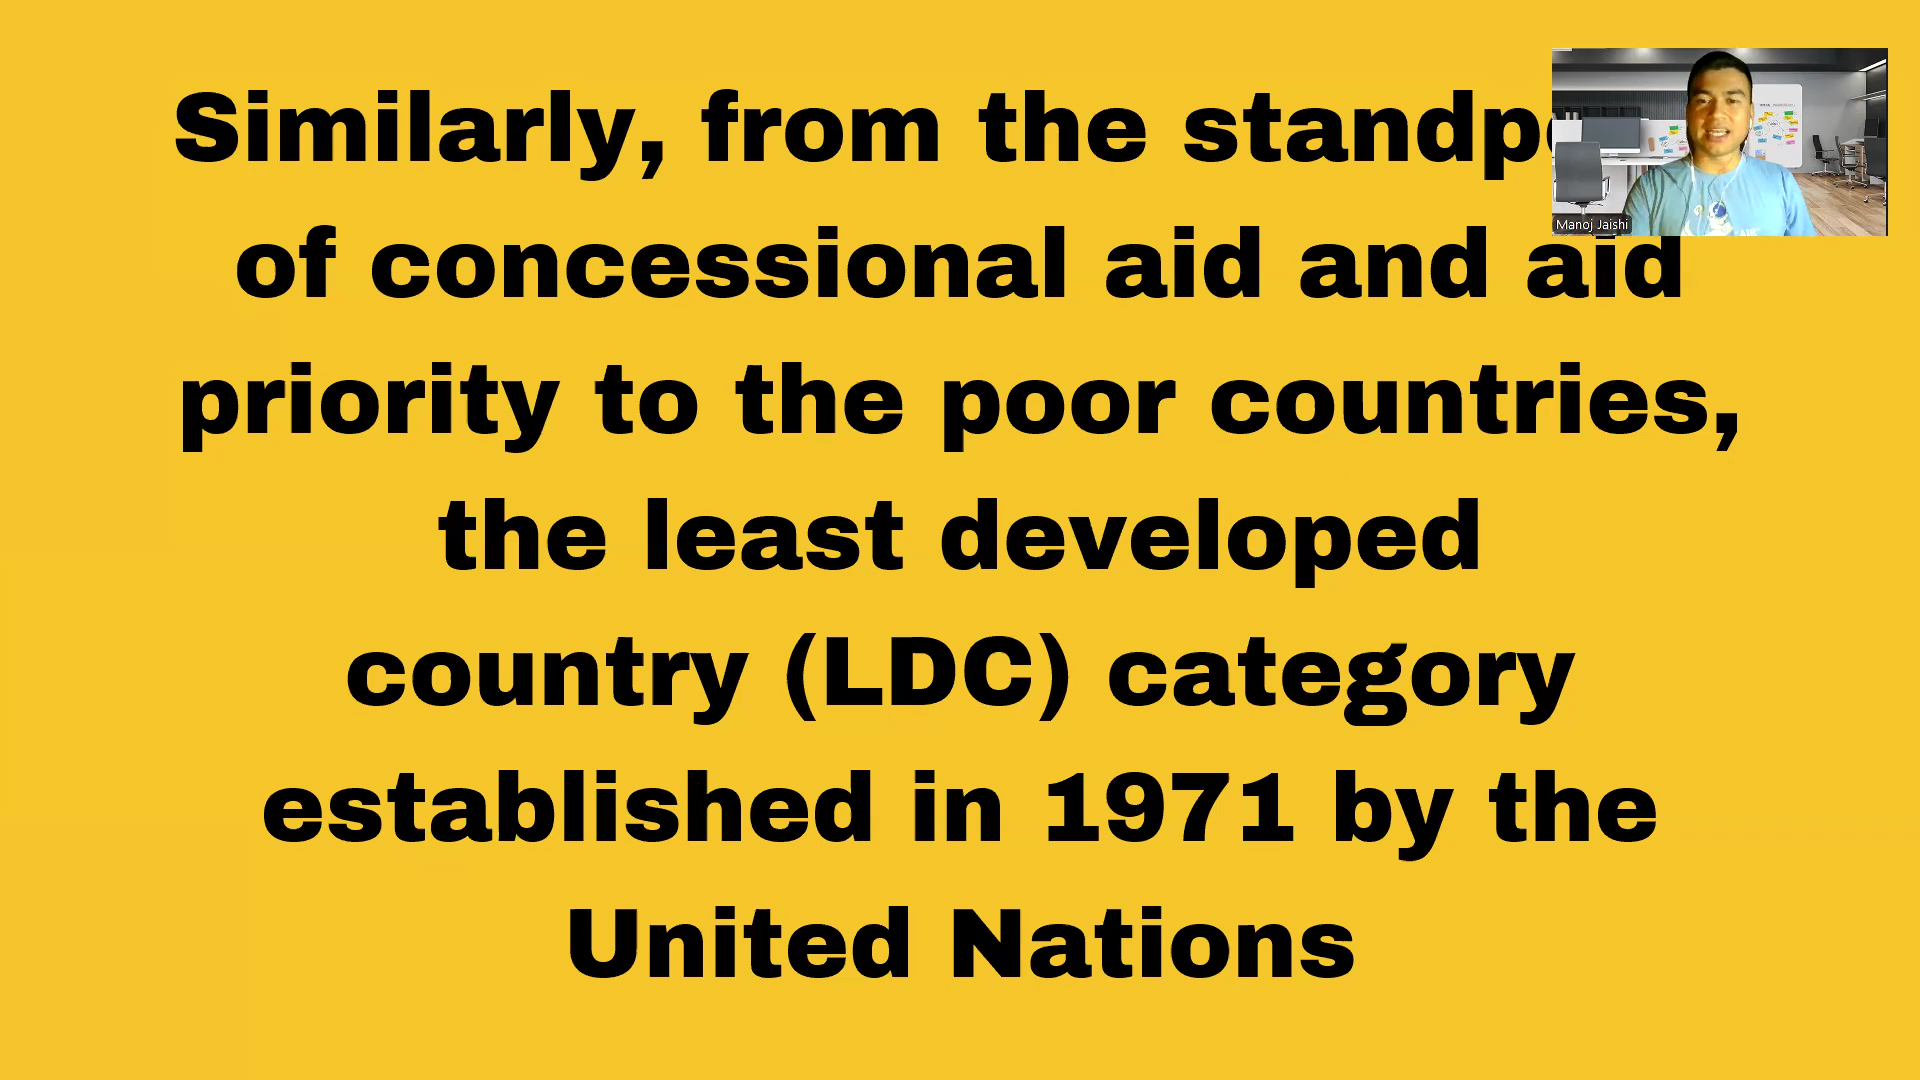 Similarly, from the
of concessional aid and aid
priority to the poor countries,
the least developed
country (LDC) category
established in 1971 by the
United Nations
Manoj Jaishi